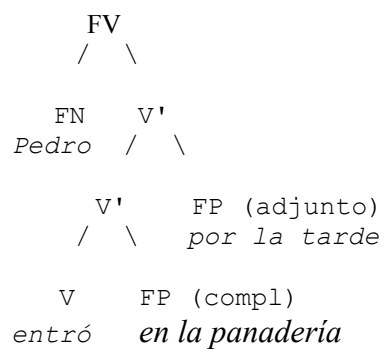 FV
/ \
FN V'
Pedro / \
V' FP (adjunto)
/ \ por la tarde
V FP (compl)
entró en la panadería